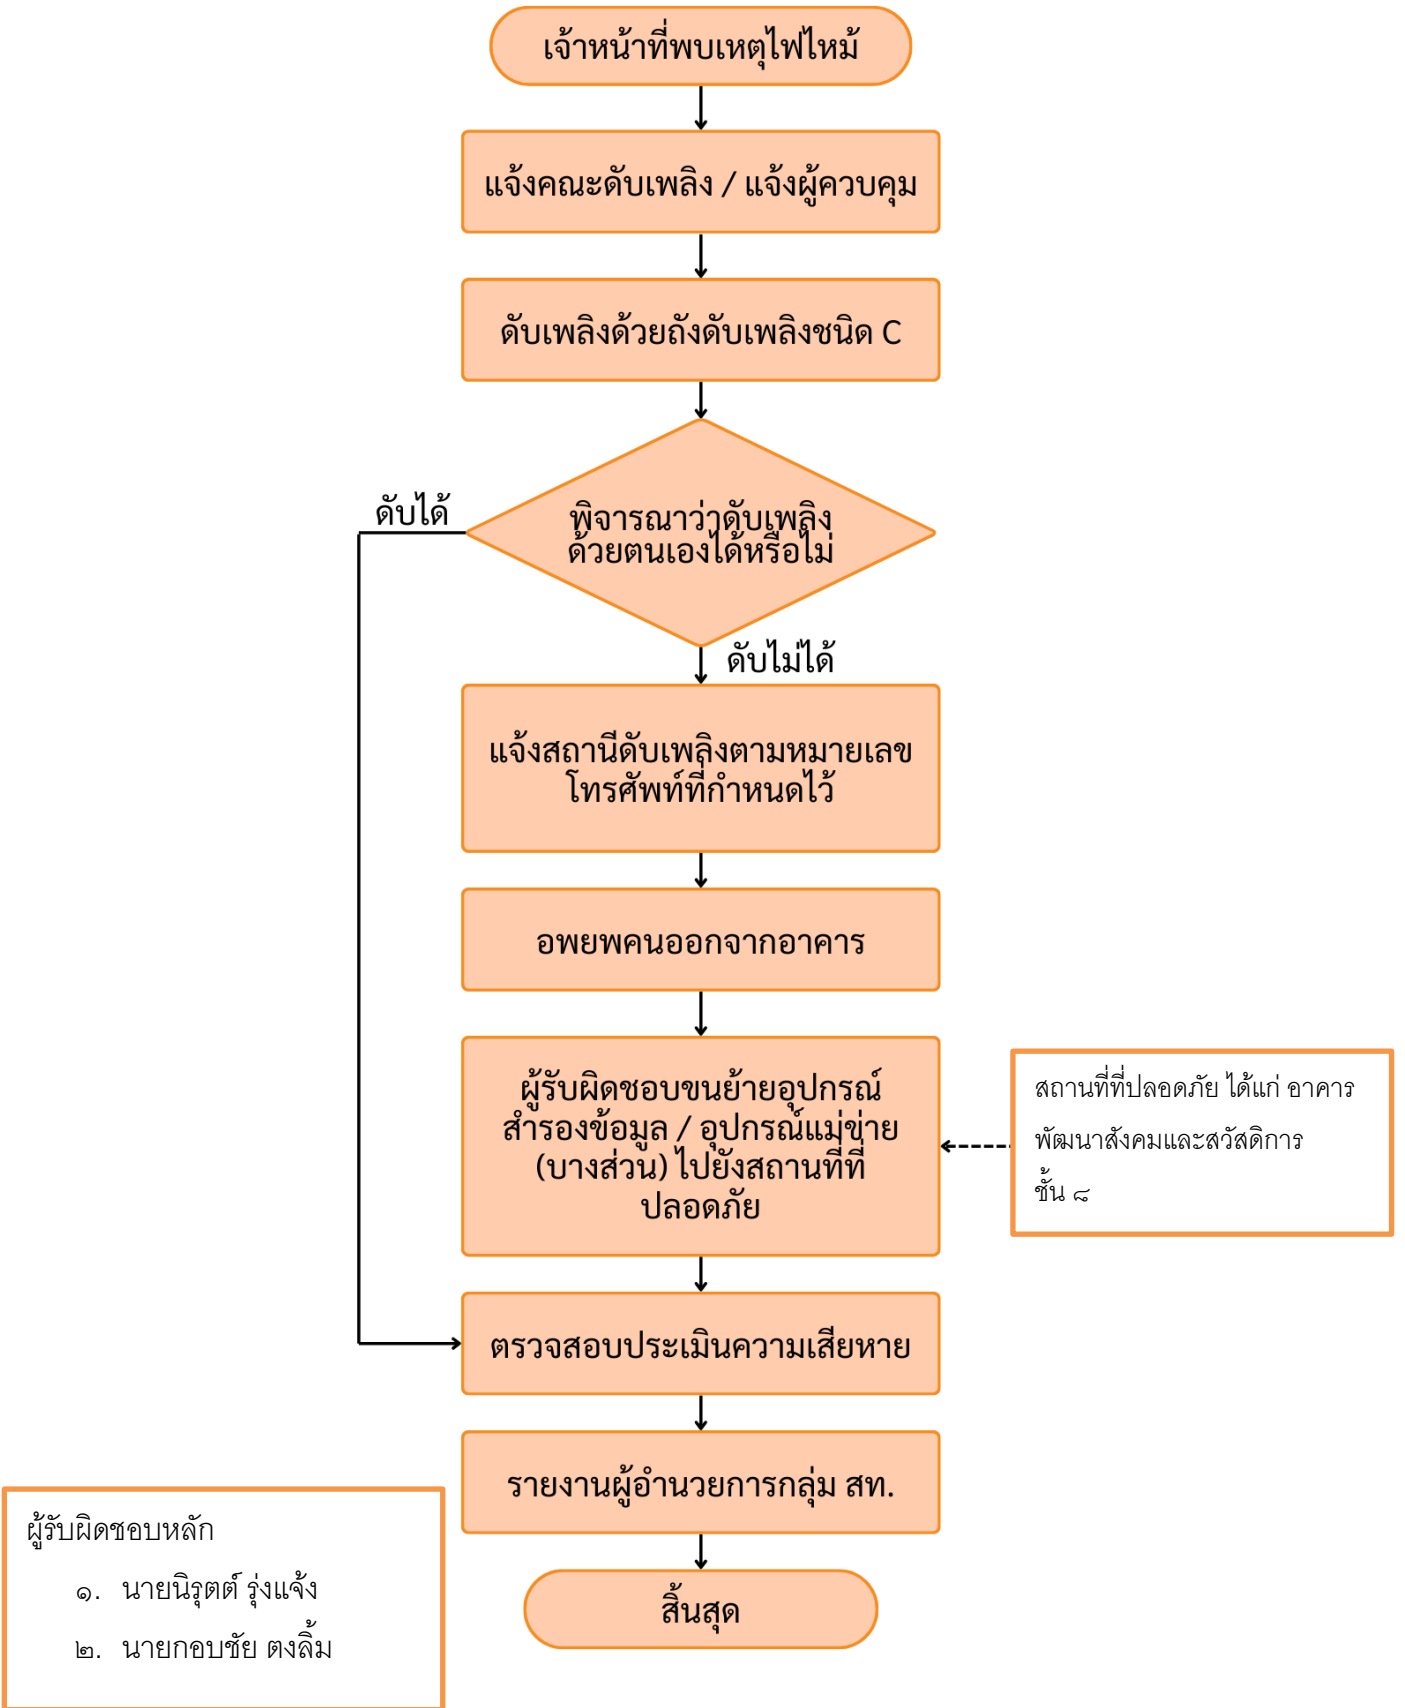 เจ้าหน้าที่พบเหตุไฟไหม้
แจ้งคณะดับเพลิง / แจ้งผู้ควบคุม
ดับเพลิงด้วยถังดับเพลิงชนิด C
ดับได้
พิจารณาว่าดับเพลิง
ด้วยตนเองได้หรือไม่
ดับไม่ได้
แจ้งสถานีดับเพลิงตามหมายเลข
โทรศัพท์ที่กำหนดไว้
อพยพคนออกจากอาคาร
ผู้รับผิดชอบขนย้ายอุปกรณ์
สำรองข้อมูล / อุปกรณ์แม่ข่าย
(บางส่วน) ไปยังสถานที่ที่
ปลอดภัย
สถานที่ที่ปลอดภัย ได้แก่ อาคาร
พัฒนาสังคมและสวัสดิการ
ชั้น ๘
ตรวจสอบประเมินความเสียหาย
รายงานผู้อำนวยการกลุ่ม สท.
สิ้นสุด
ผู้รับผิดชอบหลัก
๑. นายนิรุตต์ รุ่งแจ้ง
๒. นายกอบชัย ตงลิ้ม